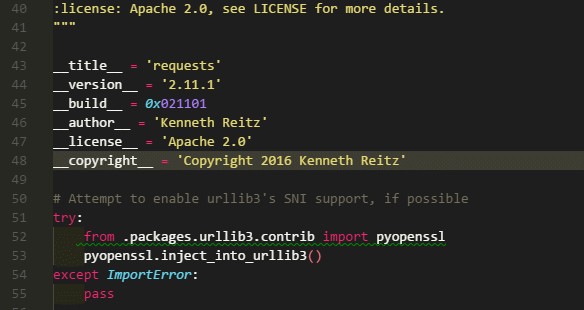 40 :license: Apache 2.0, see LICENSE for more details.
41 """
42
43 __title__ = 'requests'
44 __version__ = '2.11.1'
45 __build__ = 0x021101
46 __author__ = 'Kenneth Reitz'
47 __license__ = 'Apache 2.0'
48 __copyright__ = 'Copyright 2016 Kenneth Reitz'
49
50 # Attempt to enable urllib3's SNI support, if possible
51 try:
52     from .packages.urllib3.contrib import pyopenssl
53     pyopenssl.inject_into_urllib3()
54 except ImportError:
55     pass